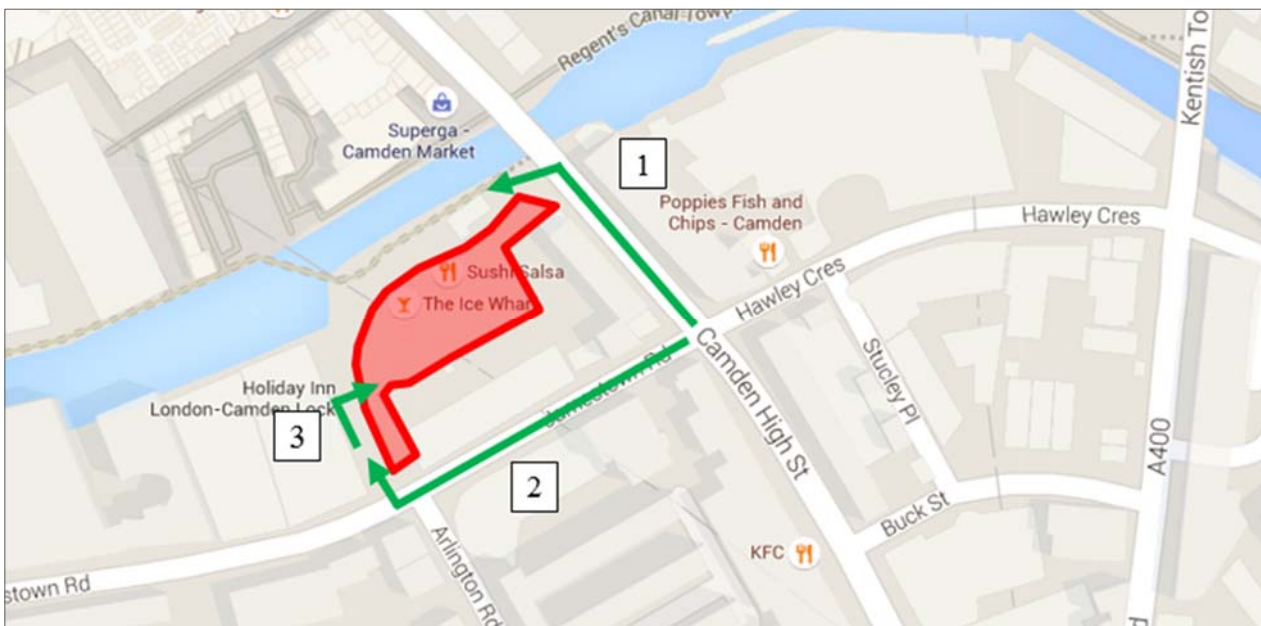 Regent's Canal Towp
Kentish To
Superga -
Camden Market
1
Poppies Fish and
Chips - Camden
Hawley Cres
Sushi Salsa
The Ice Wharf
Hawley Cres
Jamestown Rd
Camden High St
Stucley Pl
Holiday Inn
London-Camden Lock
3
2
A400
Buck St
KFC
Arlington Rd
stown Rd
d